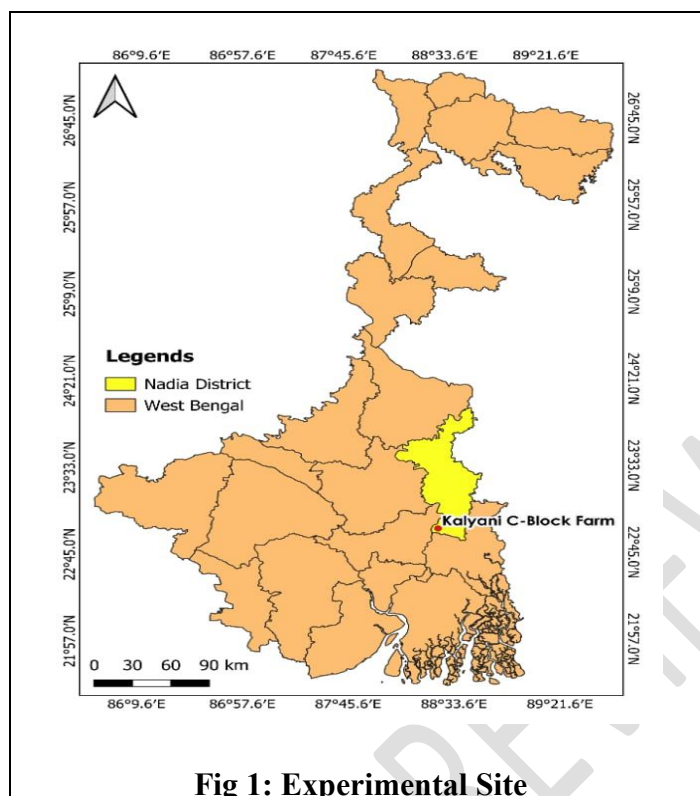 86°9.6'E 86°57.6'E 87°45.6'E 88°33.6'E 89°21.6'E
26°45.0'N 26°45.0'N
25°57.0'N 25°57.0'N
25°9.0'N 25°9.0'N
Legends
24°21.0'N 24°21.0'N
Nadia District
West Bengal
23°33.0'N 23°33.0'N
Kalyani C-Block Farm
22°45.0'N 22°45.0'N
21°57.0'N 21°57.0'N
0 30 60 90 km
86°9.6'E 86°57.6'E 87°45.6'E 88°33.6'E 89°21.6'E
Fig 1: Experimental Site